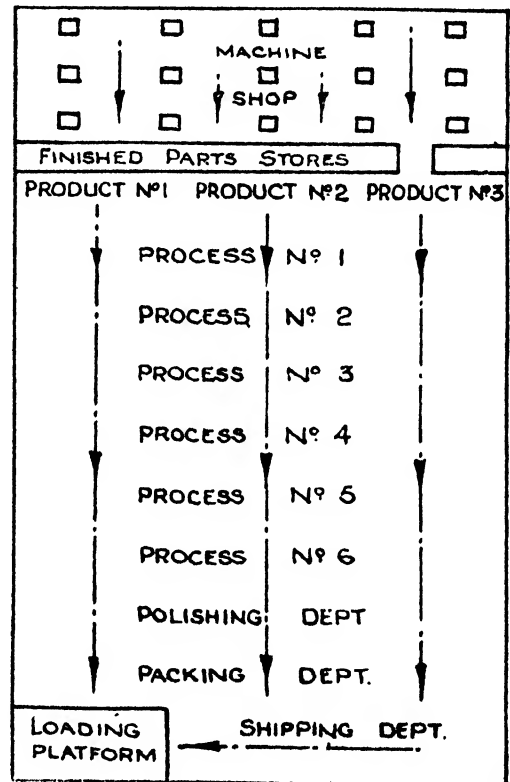 MACHINE
SHOP
FINISHED PARTS STORES
PRODUCT Nº1 PRODUCT Nº2 PRODUCT Nº3
PROCESS Nº 1
PROCESS Nº 2
PROCESS Nº 3
PROCESS Nº 4
PROCESS Nº 5
PROCESS Nº 6
POLISHING DEPT
PACKING DEPT.
LOADING PLATFORM
SHIPPING DEPT.